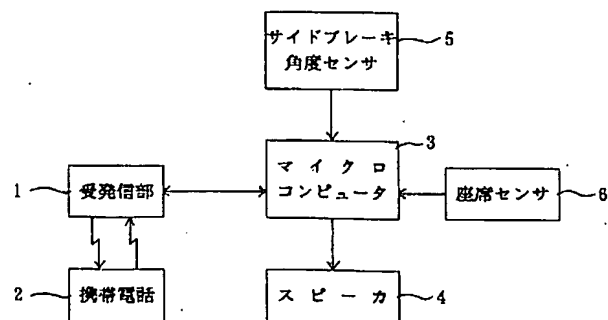 サイドブレーキ
角度センサ
5
3
マイクロ
コンピュータ
1
受発信部
座席センサ
6
2
携帯電話
スピーカ
4